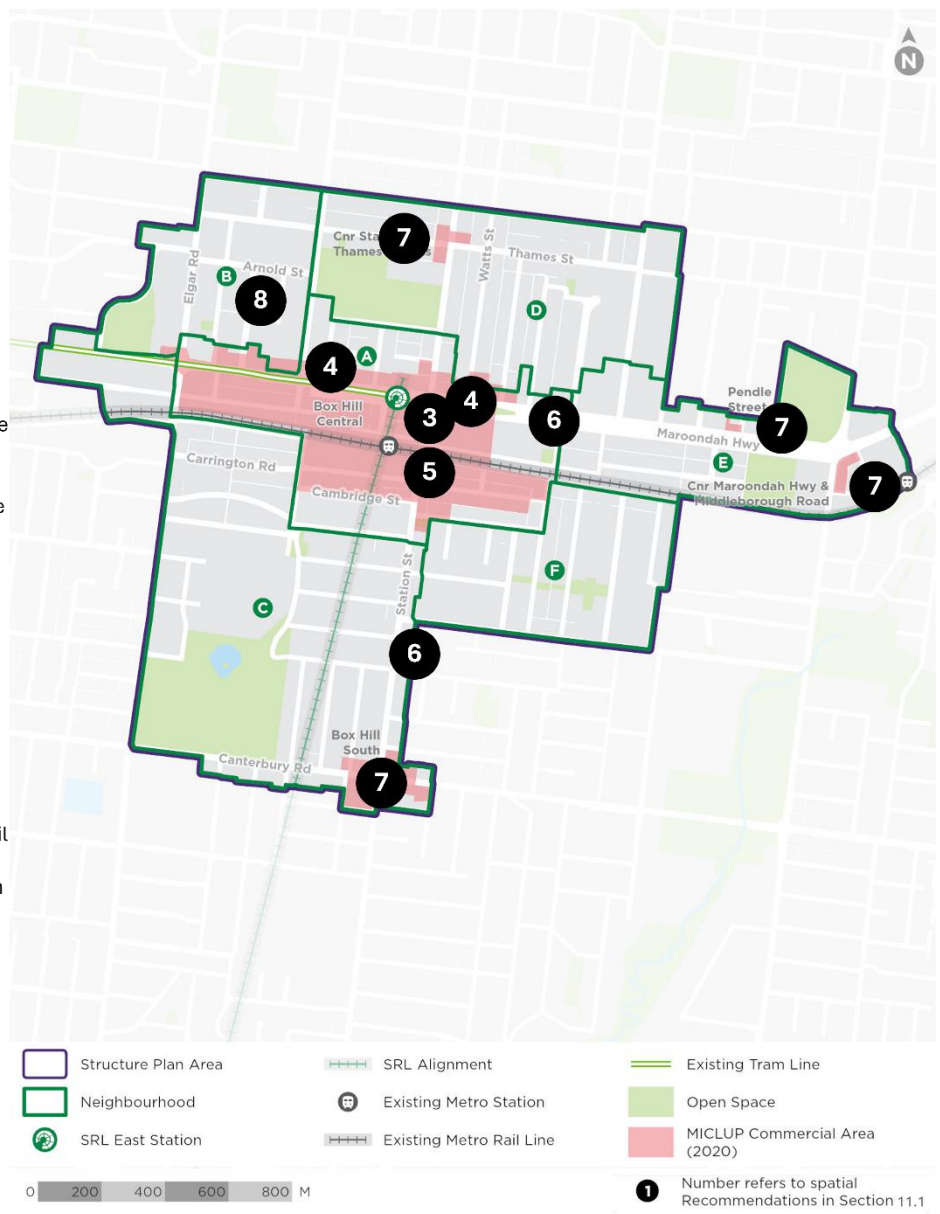 N
Cnr Sta
7
Thames
Watts St
Thames St
Elgar Rd
B
Arnold St
8
D
A
4
4
3
6
Box Hill
Central
Pendle
Street
7
Maroondah Hwy
5
E
Carrington Rd
Cnr Maroondah Hwy &
Middleborough Road
7
Cambridge St
e
e
Station St
F
C
6
Box Hill
South
Canterbury Rd
7
il
n
Structure Plan Area
SRL Alignment
Existing Tram Line
Neighbourhood
Existing Metro Station
Open Space
SRL East Station
Existing Metro Rail Line
MICLUP Commercial Area
(2020)
0 200 400 600 800 M
1
Number refers to spatial
Recommendations in Section 11.1